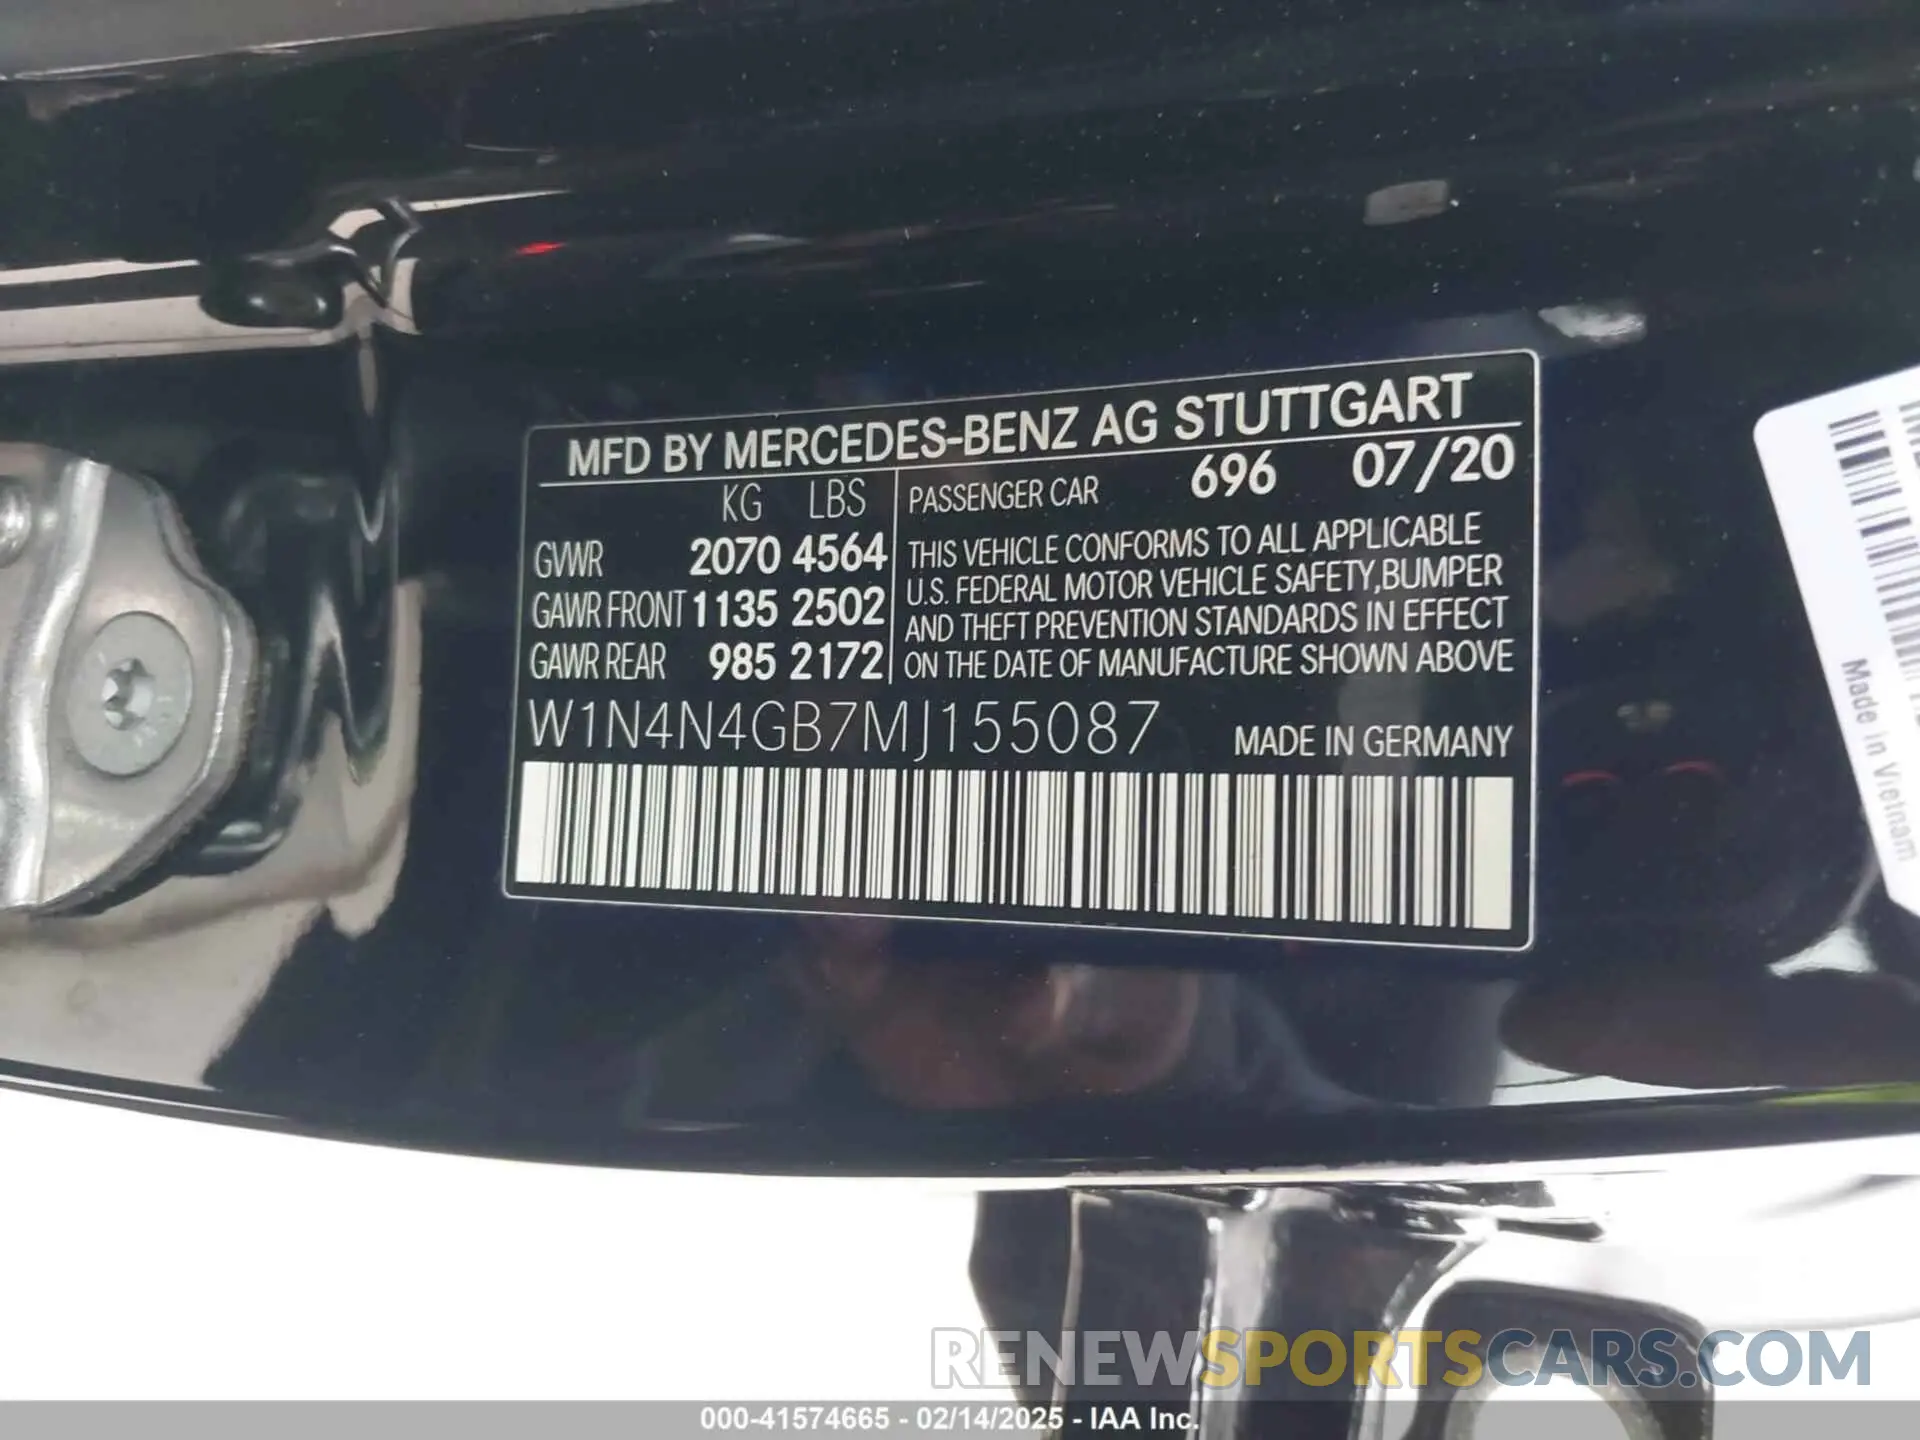 MFD BY MERCEDES-BENZ AG STUTTGART
KG LBS
GVWR 2070 4564
GAWR FRONT 1135 2502
GAWR REAR 985 2172
PASSENGER CAR 696 07/20
THIS VEHICLE CONFORMS TO ALL APPLICABLE
U.S. FEDERAL MOTOR VEHICLE SAFETY,BUMPER
AND THEFT PREVENTION STANDARDS IN EFFECT
ON THE DATE OF MANUFACTURE SHOWN ABOVE
W1N4N4GB7MJ155087
MADE IN GERMANY
Made in Vietnam
RENEWSPORTSCARS.COM
000-41574665 - 02/14/2025 - IAA Inc.